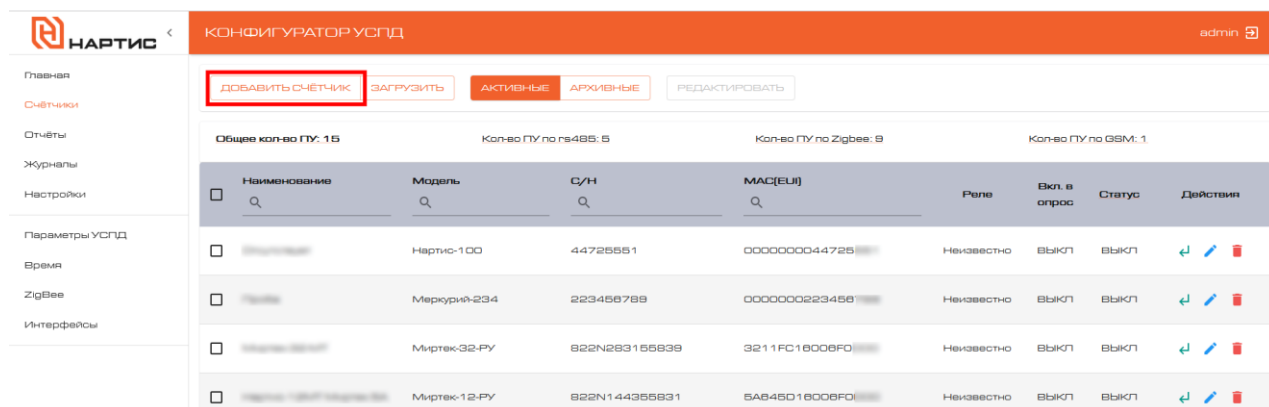 НАРТИС
КОНФИГУРАТОР УСПД
admin
Главная
Счётчики
Отчёты
Журналы
Настройки
Параметры УСПД
Время
ZigBee
Интерфейсы
ДОБАВИТЬ СЧЁТЧИК ЗАГРУЗИТЬ АКТИВНЫЕ АРХИВНЫЕ РЕДАКТИРОВАТЬ
Общее кол-во ПУ: 15 Кол-во ПУ по rs485: 5 Кол-во ПУ по Zigbee: 9 Кол-во ПУ по GSM: 1
Наименование Модель С/Н MAC(EUI) Реле Вкл. в опрос Статус Действия
Нартис-100 44725551 0000000044725 Неизвестно ВЫКЛ ВЫКЛ
Меркурий-234 223456789 0000000223456 Неизвестно ВЫКЛ ВЫКЛ
Миртек-32-РУ 822N283155839 3211FC16006F0 Неизвестно ВЫКЛ ВЫКЛ
Миртек-12-РУ 822N144355831 5A645D16006F0 Неизвестно ВЫКЛ ВЫКЛ